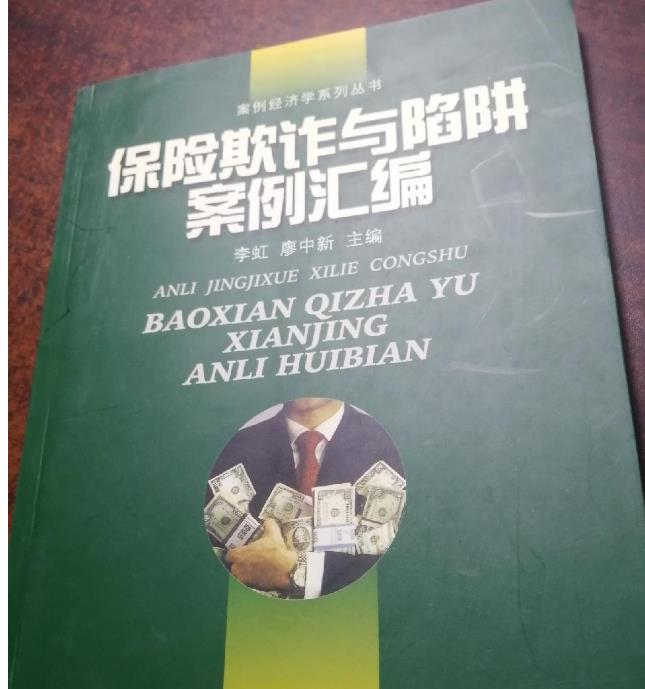 案例经济学系列丛书
保险欺诈与陷阱
案例汇编
李虹 廖中新 主编
ANLI JINGJIXUE XILIE CONGSHU
BAOXIAN QIZHA YU
XIANJING
ANLI HUIBIAN